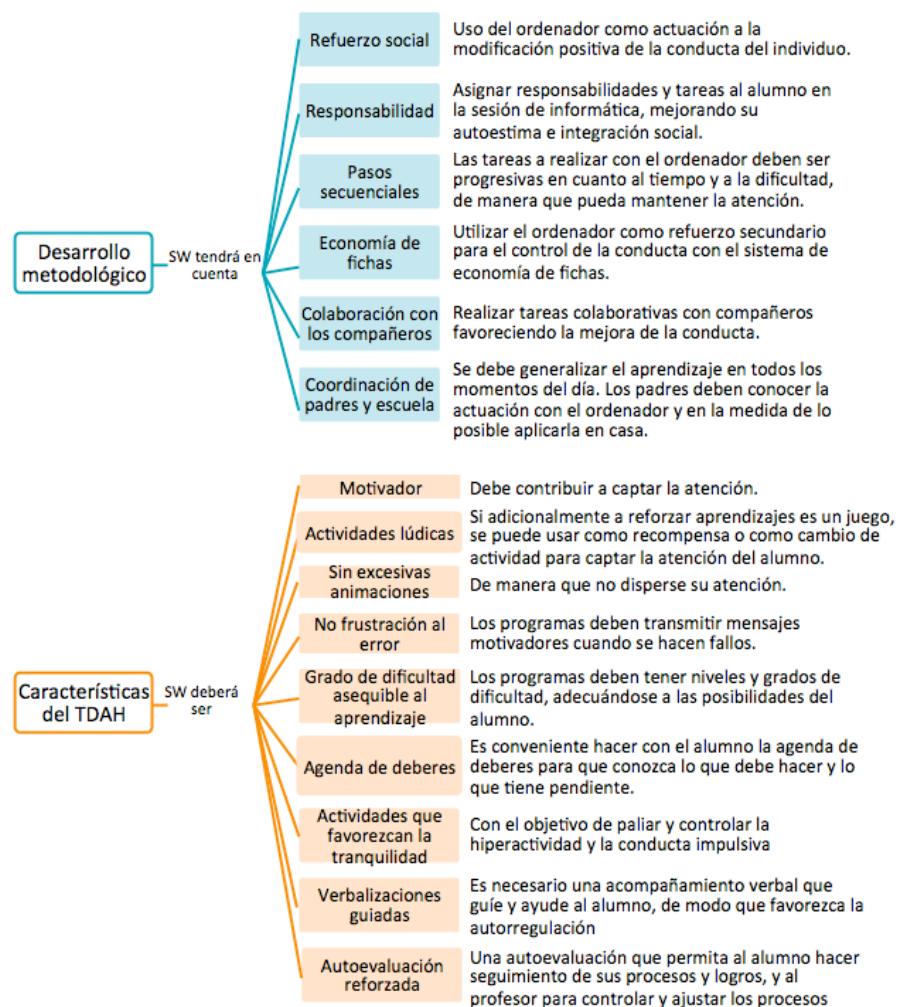 Refuerzo social
Uso del ordenador como actuación a la
modificación positiva de la conducta del individuo.
Responsabilidad
Asignar responsabilidades y tareas al alumno en
la sesión de informática, mejorando su
autoestima e integración social.
Pasos
secuenciales
Las tareas a realizar con el ordenador deben ser
progresivas en cuanto al tiempo y a la dificultad,
de manera que pueda mantener la atención.
Desarrollo
metodológico
SW tendrá en
cuenta
Economía de
fichas
Utilizar el ordenador como refuerzo secundario
para el control de la conducta con el sistema de
economía de fichas.
Colaboración con
los compañeros
Realizar tareas colaborativas con compañeros
favoreciendo la mejora de la conducta.
Coordinación de
padres y escuela
Se debe generalizar el aprendizaje en todos los
momentos del día. Los padres deben conocer la
actuación con el ordenador y en la medida de lo
posible aplicarla en casa.
Motivador
Debe contribuir a captar la atención.
Actividades lúdicas
Si adicionalmente a reforzar aprendizajes es un juego,
se puede usar como recompensa o como cambio de
actividad para captar la atención del alumno.
Sin excesivas
animaciones
De manera que no disperse su atención.
No frustración al
error
Los programas deben transmitir mensajes
motivadores cuando se hacen fallos.
Característicás
del TDAH
SW deberá
ser
Grado de dificultad
asequible al
aprendizaje
Los programas deben tener niveles y grados de
dificultad, adecuándose a las posibilidades del
alumno.
Agenda de deberes
Es conveniente hacer con el alumno la agenda de
deberes para que conozca lo que debe hacer y lo
que tiene pendiente.
Actividades que
favorezcan la
tranquilidad
Con el objetivo de paliar y controlar la
hiperactividad y la conducta impulsiva
Verbalizaciones
guiadas
Es necesario una acompañamiento verbal que
guíe y ayude al alumno, de modo que favorezca la
autorregulación
Autoevaluación
reforzada
Una autoevaluación que permita al alumno hacer
seguimiento de sus procesos y logros, y al
profesor para controlar y ajustar los procesos